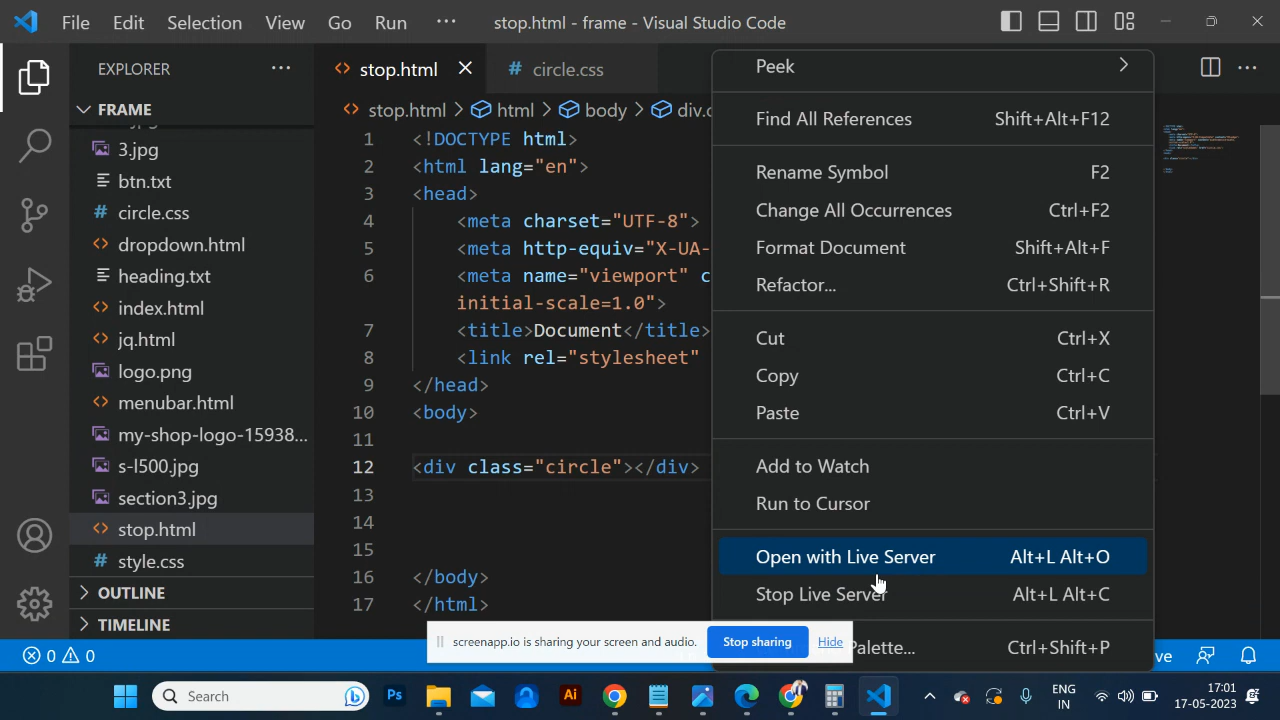 File Edit Selection View Go Run ··· stop.html - frame - Visual Studio Code
EXPLORER ···
FRAME
3.jpg
btn.txt
circle.css
dropdown.html
heading.txt
index.html
jq.html
logo.png
menubar.html
my-shop-logo-15938...
s-l500.jpg
section3.jpg
stop.html
style.css
OUTLINE
TIMELINE
stop.html # circle.css
stop.html > html > body > div.c
1 <!DOCTYPE html>
2 <html lang="en">
3 <head>
4 <meta charset="UTF-8">
5 <meta http-equiv="X-UA-
6 <meta name="viewport" c
initial-scale=1.0">
7 <title>Document</title>
8 <link rel="stylesheet"
9 </head>
10 <body>
11
12 <div class="circle"></div>
13
14
15
16 </body>
17 </html>
Peek
Find All References Shift+Alt+F12
Rename Symbol F2
Change All Occurrences Ctrl+F2
Format Document Shift+Alt+F
Refactor... Ctrl+Shift+R
Cut Ctrl+X
Copy Ctrl+C
Paste Ctrl+V
Add to Watch
Run to Cursor
Open with Live Server Alt+L Alt+O
Stop Live Server Alt+L Alt+C
Palette... Ctrl+Shift+P
screenapp.io is sharing your screen and audio. Stop sharing Hide
0 0
Search
Ps
Ai
ENG
IN
17:01
17-05-2023